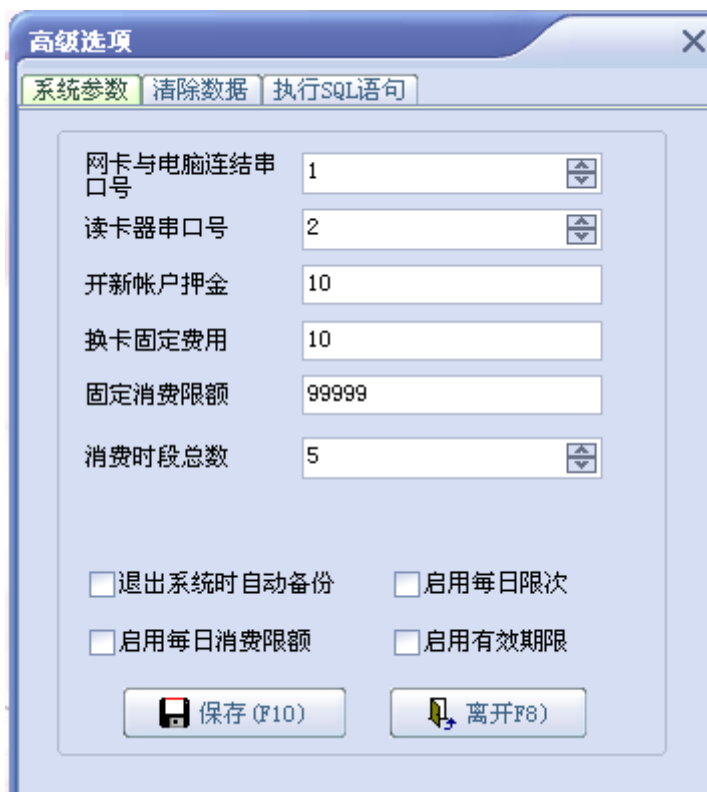 高级选项
系统参数 清除数据 执行SQL语句
网卡与电脑连结串
口号 1
读卡器串口号 2
开新帐户押金 10
换卡固定费用 10
固定消费限额 99999
消费时段总数 5
退出系统时自动备份 启用每日限次
启用每日消费限额 启用有效期限
保存(F10) 离开F8)